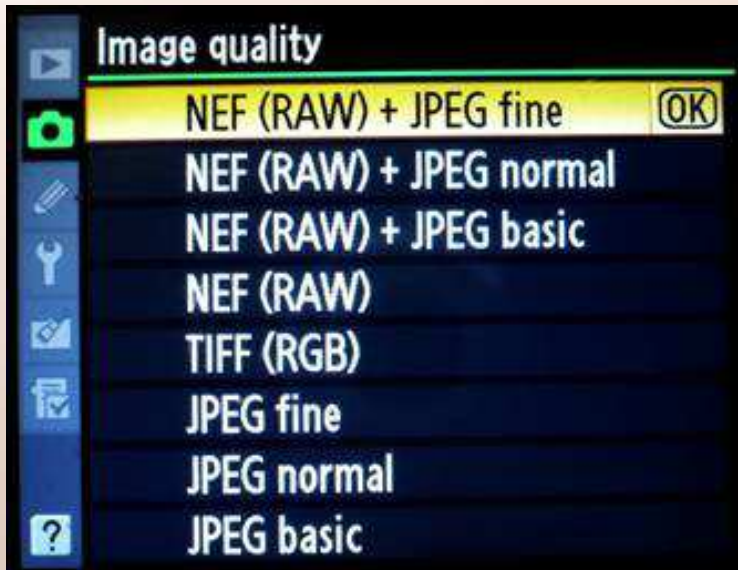 Image quality
NEF (RAW) + JPEG fine OK
NEF (RAW) + JPEG normal
NEF (RAW) + JPEG basic
NEF (RAW)
TIFF (RGB)
JPEG fine
JPEG normal
JPEG basic
?